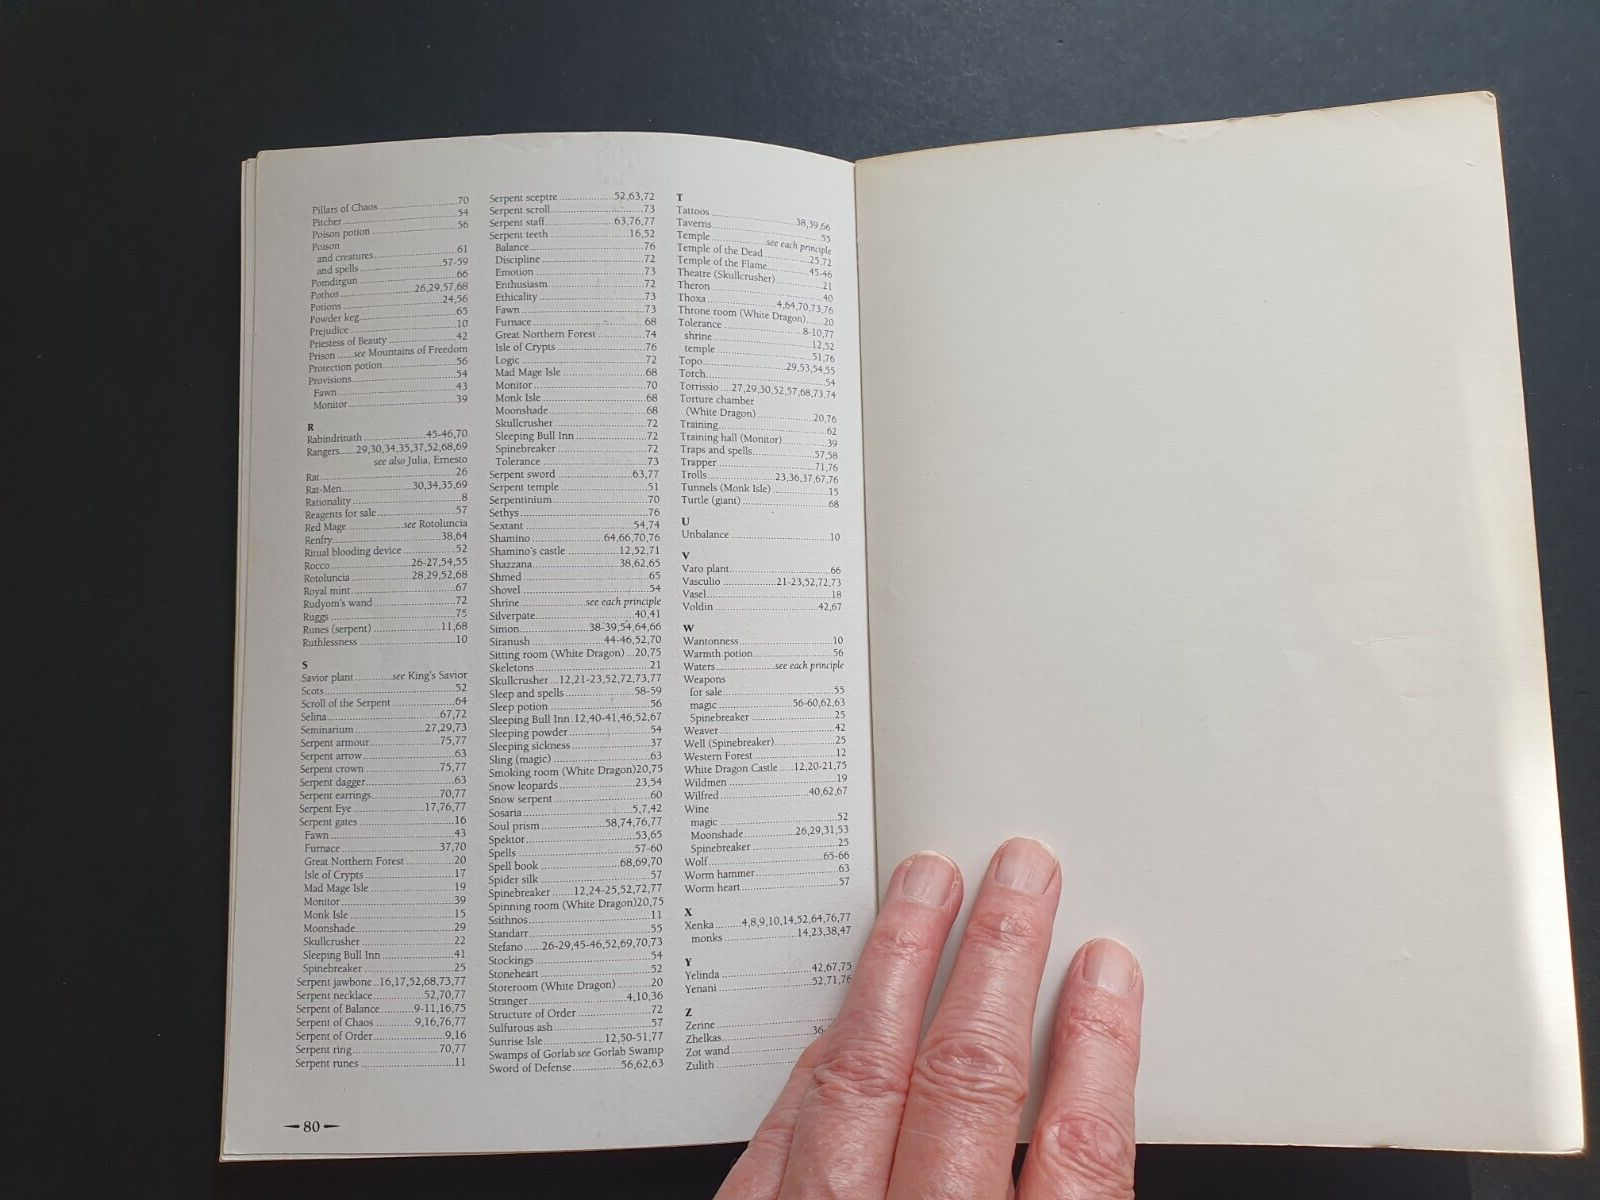 Pillars of Chaos 70
Pitcher 54
Poison potion 56
Poison
and creatures 61
and spells 57-59
Pomdirgun 66
Pothos 26,29,57,68
Potions 24,56
Powder keg 65
Prejudice 10
Priestess of Beauty 42
Prison see Mountains of Freedom
Protection potion 56
Provisions 54
Fawn 43
Monitor 39
R
Rabindrinath 45-46,70
Rangers 29,30,34,35,37,52,68,69
see also Julia, Ernesto
Rat 26
Rat-Men 30,34,35,69
Rationality 8
Reagents for sale 57
Red Mage see Rotoluncia
Renfry 38,64
Ritual blooding device 52
Rocco 26-27,54,55
Rotoluncia 28,29,52,68
Royal mint 67
Rudyom's wand 72
Ruggs 75
Runes (serpent) 11,68
Ruthlessness 10
S
Savior plant see King's Savior
Scots 52
Scroll of the Serpent 64
Selina 67,72
Seminarium 27,29,73
Serpent armour 75,77
Serpent arrow 63
Serpent crown 75,77
Serpent dagger 63
Serpent earrings 70,77
Serpent Eye 17,76,77
Serpent gates 16
Fawn 43
Furnace 37,70
Great Northern Forest 20
Isle of Crypts 17
Mad Mage Isle 19
Monitor 39
Monk Isle 15
Moonshade 29
Skullcrusher 22
Sleeping Bull Inn 41
Spinebreaker 25
Serpent jawbone 16,17,52,68,73,77
Serpent necklace 52,70,77
Serpent of Balance 9-11,16,75
Serpent of Chaos 9,16,76,77
Serpent of Order 9,16
Serpent ring 70,77
Serpent runes 11
Serpent sceptre 52,63,72
Serpent scroll 73
Serpent staff 63,76,77
Serpent teeth 16,52
Balance 76
Discipline 72
Emotion 73
Enthusiasm 72
Ethicality 73
Fawn 73
Furnace 68
Great Northern Forest 74
Isle of Crypts 76
Logic 72
Mad Mage Isle 68
Monitor 70
Monk Isle 68
Moonshade 68
Skullcrusher 72
Sleeping Bull Inn 72
Spinebreaker 72
Tolerance 73
Serpent sword 63,77
Serpent temple 51
Serpentinium 70
Sethys 76
Sextant 54,74
Shamino 64,66,70,76
Shamino's castle 12,52,71
Shazzana 38,62,65
Shmed 65
Shovel 54
Shrine see each principle
Silverpate 40,41
Simon 38-39,54,64,66
Siranush 44-46,52,70
Sitting room (White Dragon) 20,75
Skeletons 21
Skullcrusher 12,21-23,52,72,73,77
Sleep and spells 58-59
Sleep potion 56
Sleeping Bull Inn 12,40-41,46,52,67
Sleeping powder 54
Sleeping sickness 37
Sling (magic) 63
Smoking room (White Dragon)20,75
Snow leopards 23,54
Snow serpent 60
Sosaria 5,7,42
Soul prism 58,74,76,77
Spektor 53,65
Spells 57-60
Spell book 68,69,70
Spider silk 57
Spinebreaker 12,24-25,52,72,77
Spinning room (White Dragon)20,75
Ssithnos 11
Standarr 55
Stefano 26-29,45-46,52,69,70,73
Stockings 54
Stoneheart 52
Storeroom (White Dragon) 20
Stranger 4,10,36
Structure of Order 72
Sulfurous ash 57
Sunrise Isle 12,50-51,77
Swamps of Gorlab see Gorlab Swamp
Sword of Defense 56,62,63
T
Tattoos 38,39,66
Taverns 55
Temple see each principle
Temple of the Dead 25,72
Temple of the Flame 45-46
Theatre (Skullcrusher) 21
Theron 40
Thoxa 4,64,70,73,76
Throne room (White Dragon) 20
Tolerance 8-10,77
shrine 12,52
temple 51,76
Topo 29,53,54,55
Torch 54
Torrissio 27,29,30,52,57,68,73,74
Torture chamber
(White Dragon) 20,76
Training 62
Training hall (Monitor) 39
Traps and spells 57,58
Trapper 71,76
Trolls 23,36,37,67,76
Tunnels (Monk Isle) 15
Turtle (giant) 68
U
Unbalance 10
V
Varo plant 66
Vasculio 21-23,52,72,73
Vasel 18
Voldin 42,67
W
Wantonness 10
Warmth potion 56
Waters see each principle
Weapons
for sale 55
magic 56-60,62,63
Spinebreaker 25
Weaver 42
Well (Spinebreaker) 25
Western Forest 12
White Dragon Castle 12,20-21,75
Wildmen 19
Wilfred 40,62,67
Wine
magic 52
Moonshade 26,29,31,53
Spinebreaker 25
Wolf 65-66
Worm hammer 63
Worm heart 57
X
Xenka 4,8,9,10,14,52,64,76,77
monks 14,23,38,47
Y
Yelinda 42,67,75
Yenani 52,71,76
Z
Zerine
Zhelkas 36-
Zot wand
Zulith
80